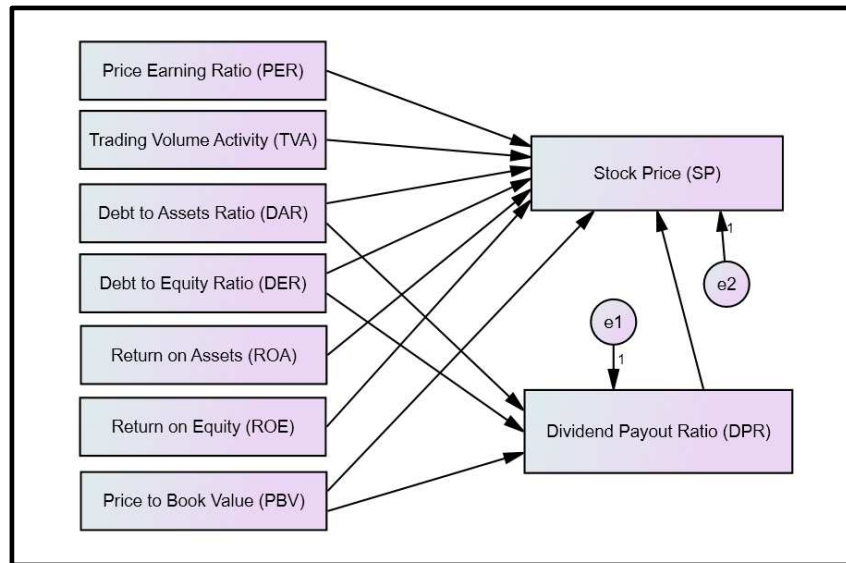 Price Earning Ratio (PER)
Trading Volume Activity (TVA)
Debt to Assets Ratio (DAR)
Debt to Equity Ratio (DER)
Return on Assets (ROA)
Return on Equity (ROE)
Price to Book Value (PBV)
Stock Price (SP)
1
e2
e1
1
Dividend Payout Ratio (DPR)